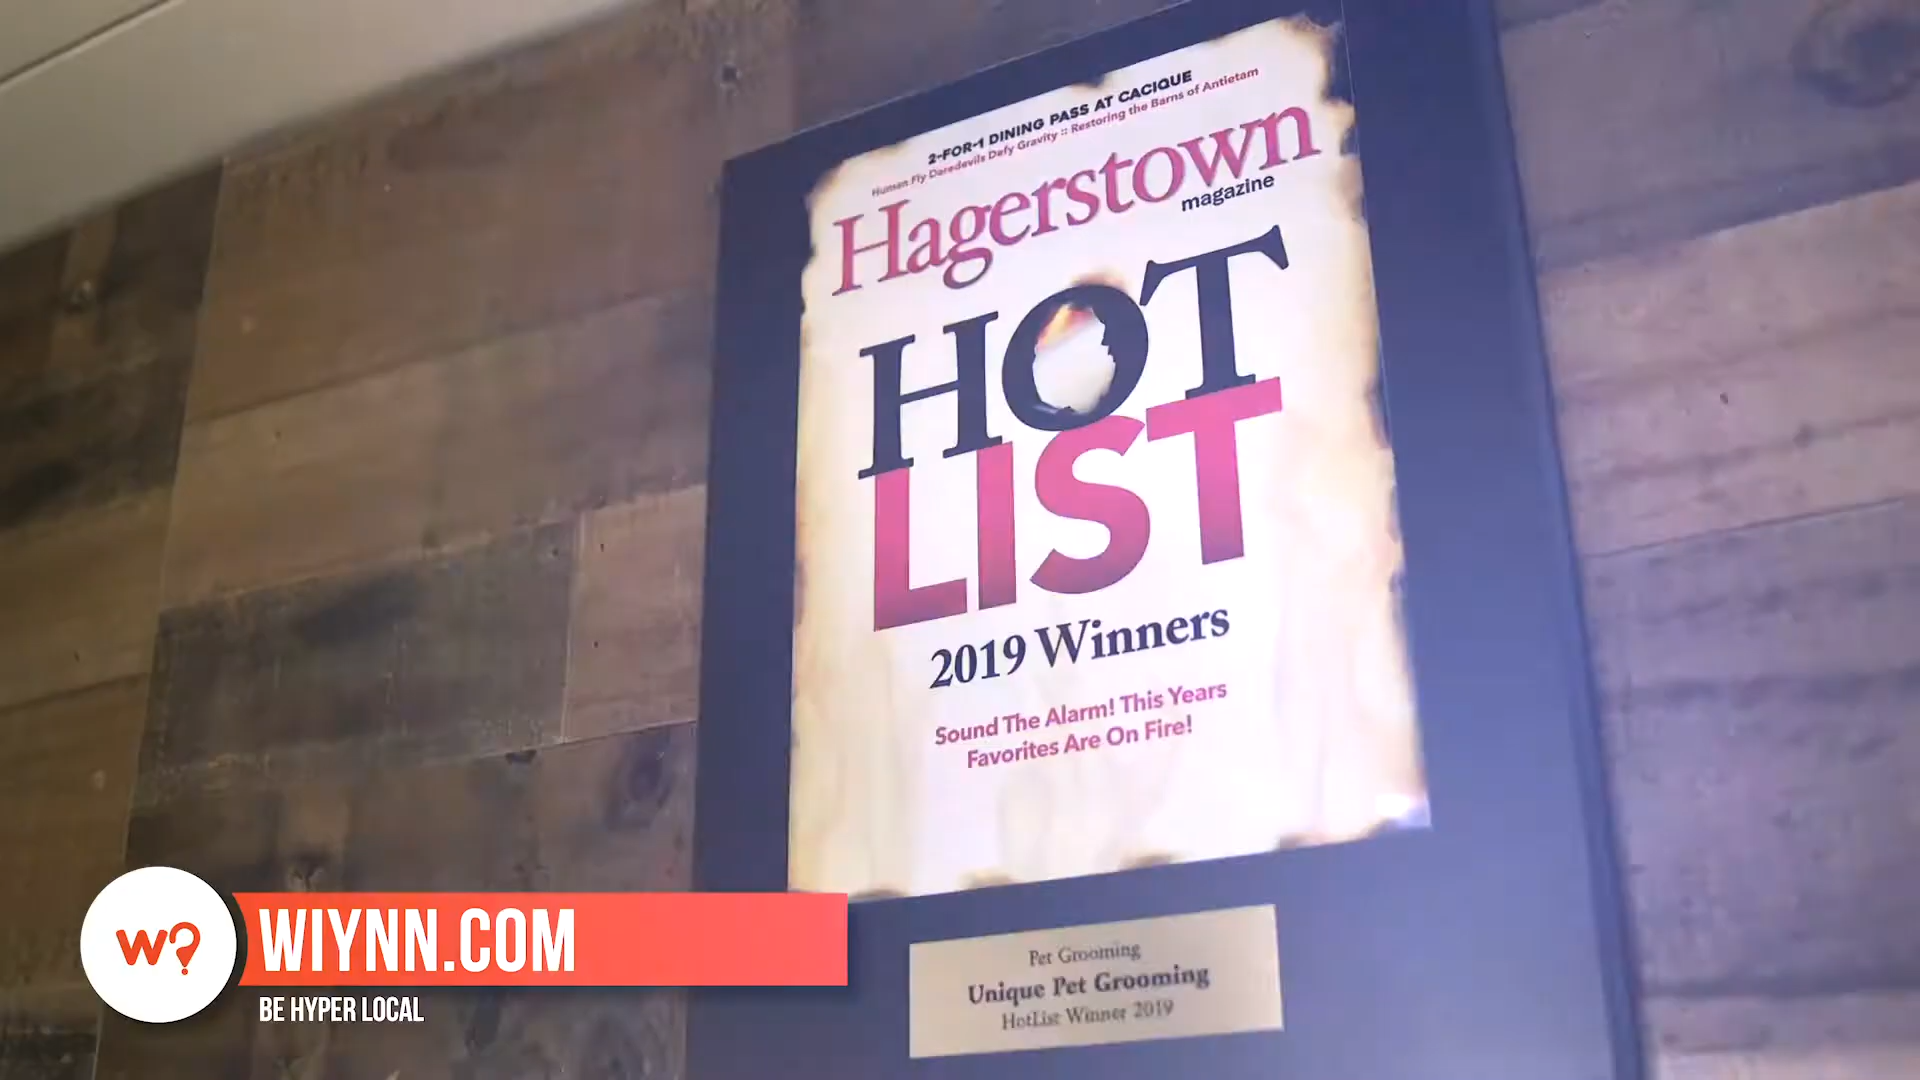 2-FOR-1 DINING PASS AT CACIQUE
Human Fly Daredevils Defy Gravity :: Restoring the Barns of Antietam
Hagerstown
magazine
HOT
LIST
2019 Winners
Sound The Alarm! This Years
Favorites Are On Fire!
Pet Grooming
Unique Pet Grooming
HotList Winner 2019
W?
WIYNN.COM
BE HYPER LOCAL